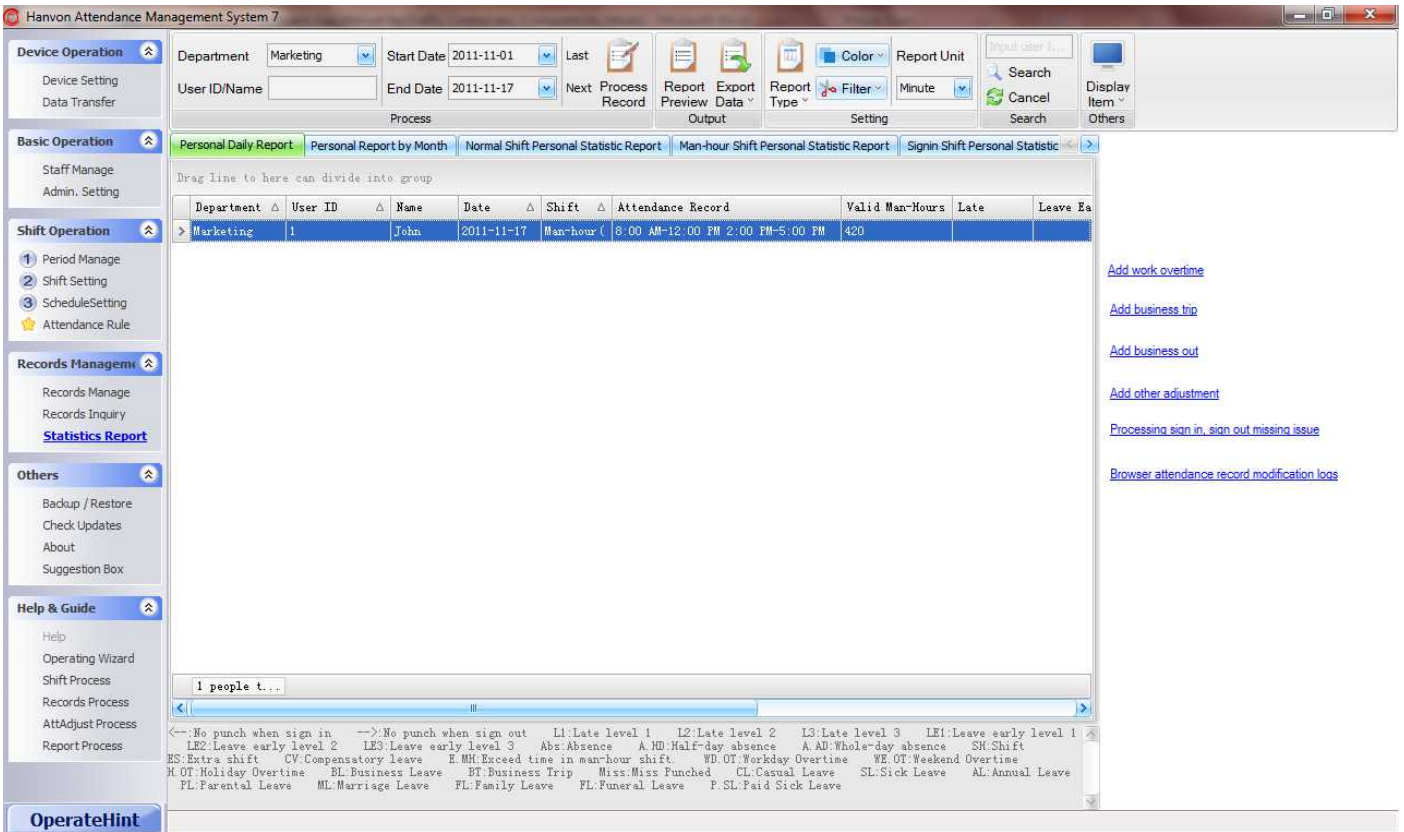 Hanvon Attendance Management System 7
Device Operation
Device Setting
Data Transfer
Basic Operation
Staff Manage
Admin. Setting
Shift Operation
1 Period Manage
2 Shift Setting
3 ScheduleSetting
Attendance Rule
Records Manageme
Records Manage
Records Inquiry
Statistics Report
Others
Backup / Restore
Check Updates
About
Suggestion Box
Help & Guide
Help
Operating Wizard
Shift Process
Records Process
AttAdjust Process
Report Process
OperateHint
Department Marketing Start Date 2011-11-01 Last
User ID/Name End Date 2011-11-17 Next Process Record
Process
Report Preview Export Data
Output
Report Type Color Report Unit
Filter Minute
Setting
Input user I...
Search
Cancel
Search
Display Item
Others
Personal Daily Report Personal Report by Month Normal Shift Personal Statistic Report Man-hour Shift Personal Statistic Report Signin Shift Personal Statistic
Drag line to here can divide into group
Department User ID Name Date Shift Attendance Record Valid Man-Hours Late Leave Ea
Marketing 1 John 2011-11-17 Man-hour( 8:00 AM-12:00 PM 2:00 PM-5:00 PM 420
1 people t...
<--:No punch when sign in -->:No punch when sign out L1:Late level 1 L2:Late level 2 L3:Late level 3 LE1:Leave early level 1
LE2:Leave early level 2 LE3:Leave early level 3 Abs:Absence A.HD:Half-day absence A.AD:Whole-day absence SH:Shift
ES:Extra shift CV:Compensatory leave E.MH:Exceed time in man-hour shift. WD.OT:Workday Overtime WE.OT:Weekend Overtime
H.OT:Holiday Overtime BL:Business Leave BT:Business Trip Miss:Miss Punched CL:Casual Leave SL:Sick Leave AL:Annual Leave
PL:Parental Leave ML:Marriage Leave FL:Family Leave FL:Funeral Leave P.SL:Paid Sick Leave
Add work overtime
Add business trip
Add business out
Add other adjustment
Processing sign in, sign out missing issue
Browser attendance record modification logs